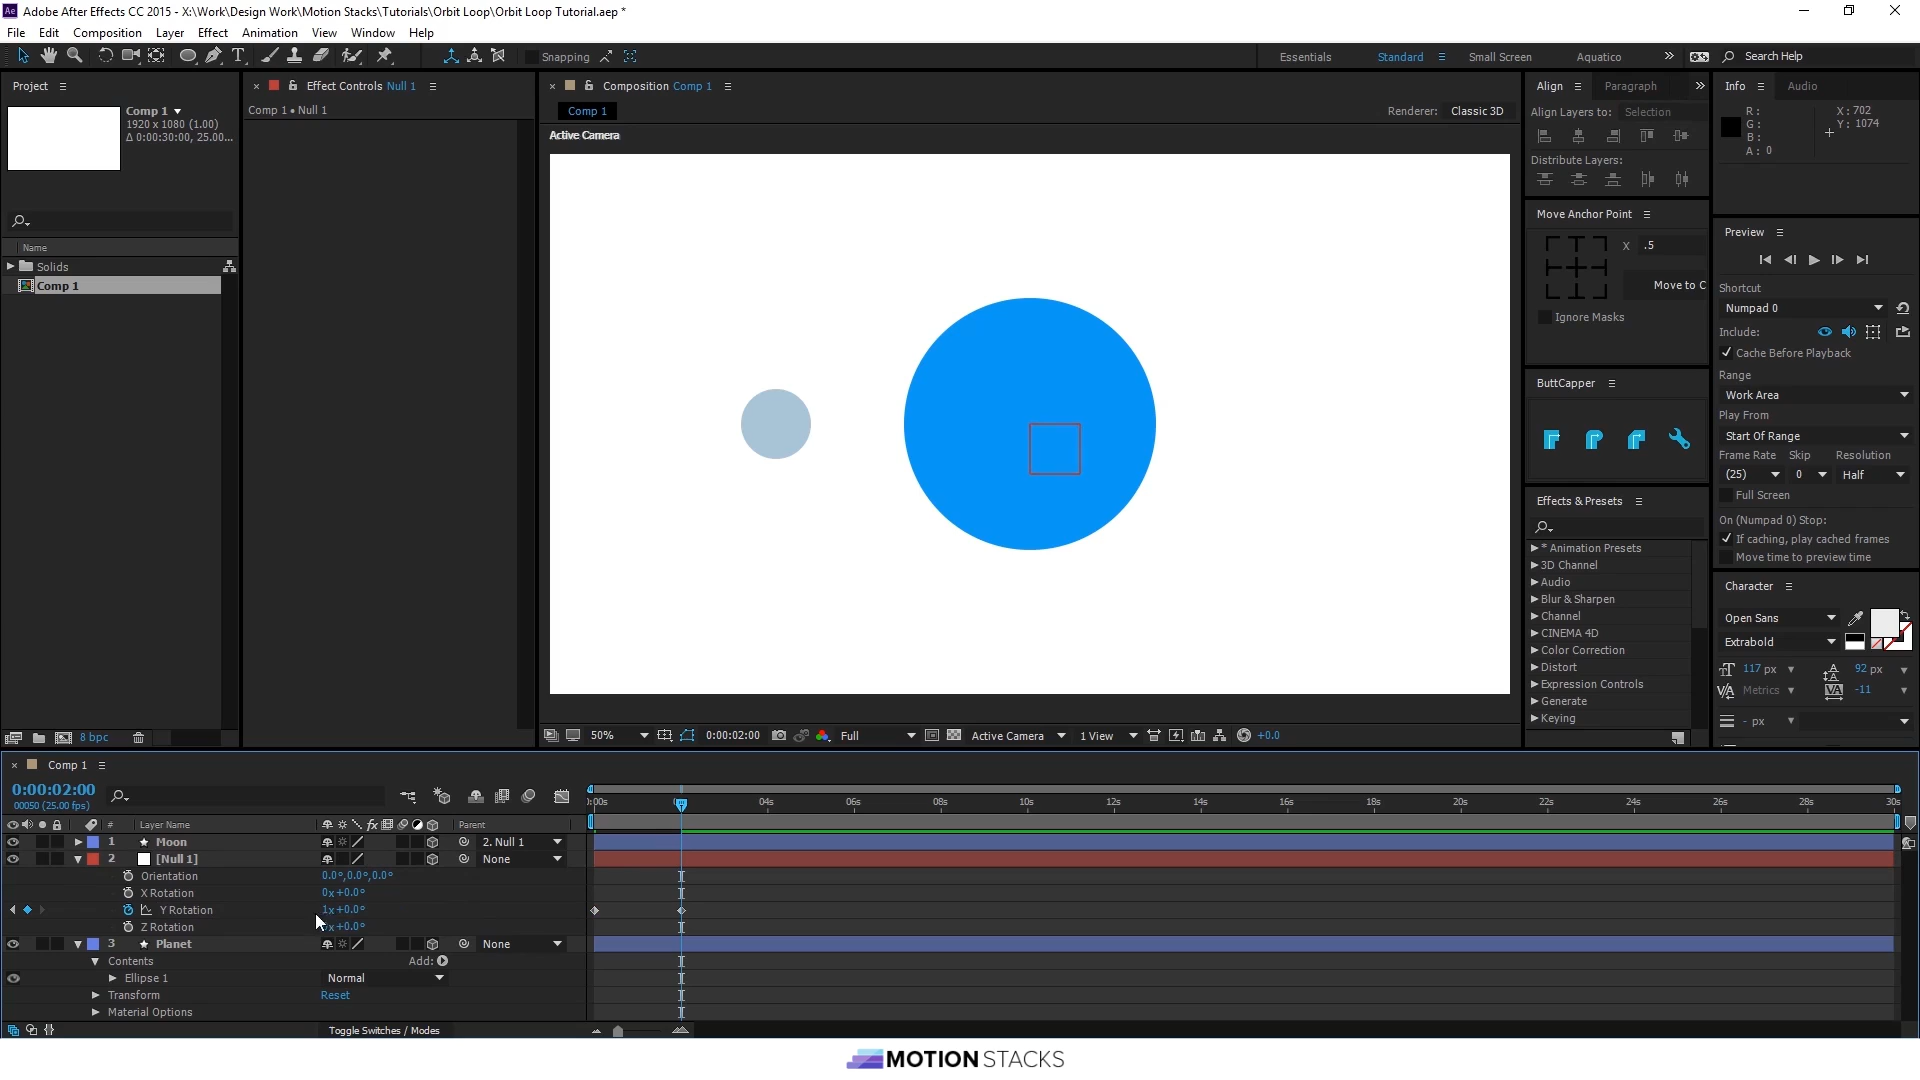 Adobe After Effects CC 2015 - X:\Work\Design Work\Motion Stacks\Tutorials\Orbit Loop\Orbit Loop Tutorial.aep *
File Edit Composition Layer Effect Animation View Window Help
Snapping
Essentials Standard Small Screen Aquatico Search Help
Project
Comp 1
1920 x 1080 (1.00)
Δ 0:00:30:00, 25.00...
Name
Solids
Comp 1
8 bpc
Effect Controls Null 1
Comp 1 • Null 1
Composition Comp 1
Comp 1
Renderer: Classic 3D
Active Camera
50% 0:00:02:00 Full Active Camera 1 View +0.0
Align Paragraph
Align Layers to: Selection
Distribute Layers:
Move Anchor Point
X .5
Move to C
Ignore Masks
ButtCapper
Effects & Presets
* Animation Presets
3D Channel
Audio
Blur & Sharpen
Channel
CINEMA 4D
Color Correction
Distort
Expression Controls
Generate
Keying
Info Audio
R: X: 702
G: Y: 1074
B:
A: 0
Preview
Shortcut
Numpad 0
Include:
Cache Before Playback
Range
Work Area
Play From
Start Of Range
Frame Rate Skip Resolution
(25) 0 Half
Full Screen
On (Numpad 0) Stop:
If caching, play cached frames
Move time to preview time
Character
Open Sans
Extrabold
117 px 92 px
Metrics -11
- px
Comp 1
0:00:02:00
00050 (25.00 fps)
:00s 04s 06s 08s 10s 12s 14s 16s 18s 20s 22s 24s 26s 28s 30s
# Layer Name Parent
1 Moon 2. Null 1
2 [Null 1] None
Orientation 0.0°,0.0°,0.0°
X Rotation 0x+0.0°
Y Rotation 1x+0.0°
Z Rotation x+0.0°
3 Planet None
Contents Add:
Ellipse 1 Normal
Transform Reset
Material Options
Toggle Switches / Modes
MOTION STACKS